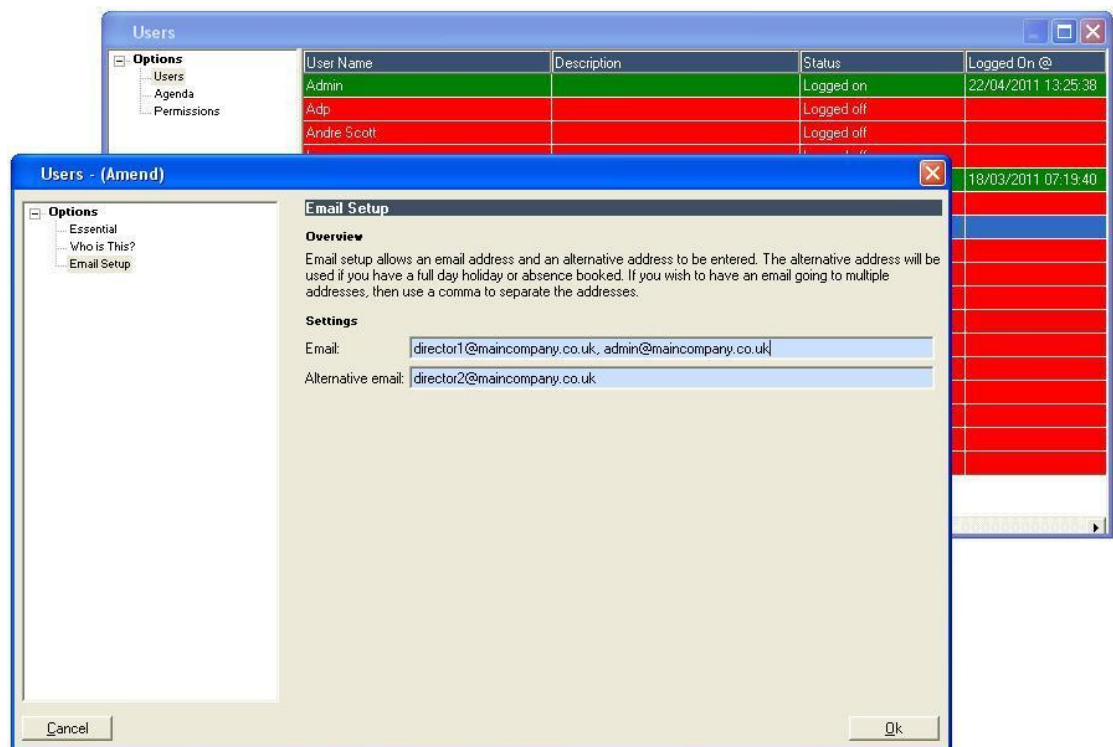 Users
Options
Users
Agenda
Permissions
User Name Description Status Logged On @
Admin Logged on 22/04/2011 13:25:38
Adp Logged off
Andre Scott Logged off
18/03/2011 07:19:40
Users - (Amend)
Options
Essential
Who is This?
Email Setup
Email Setup
Overview
Email setup allows an email address and an alternative address to be entered. The alternative address will be
used if you have a full day holiday or absence booked. If you wish to have an email going to multiple
addresses, then use a comma to separate the addresses.
Settings
Email: director1@maincompany.co.uk, admin@maincompany.co.uk
Alternative email: director2@maincompany.co.uk
Cancel Ok